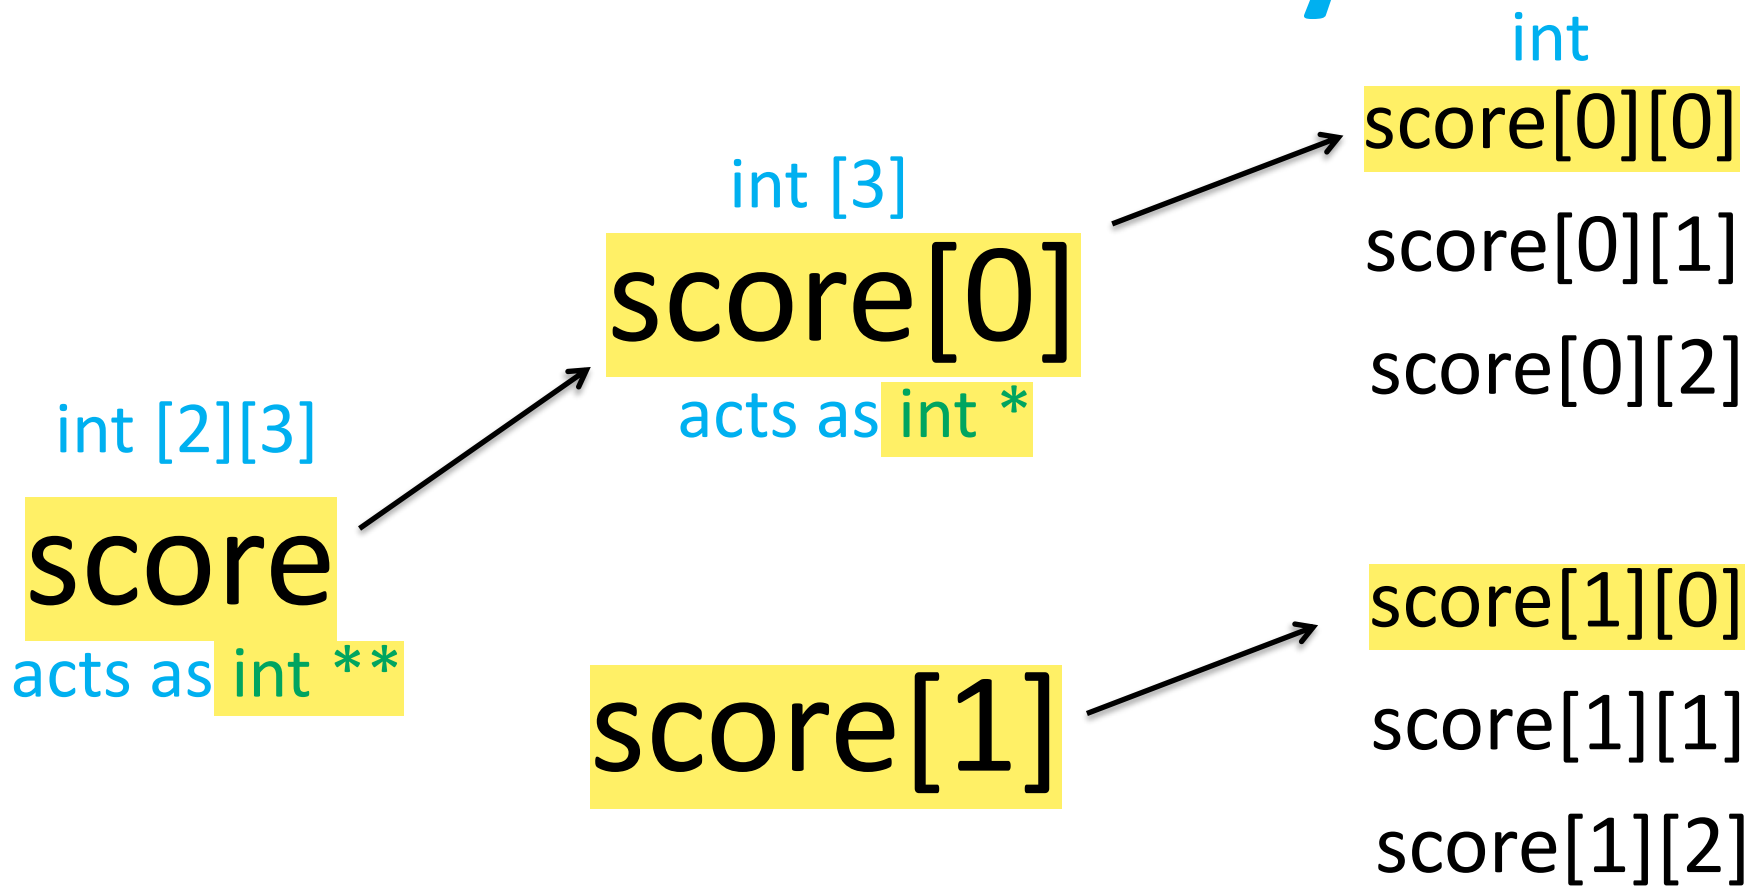 int [2][3]
score
acts as int **
int [3]
score[0]
acts as int *
score[1]
int
score[0][0]
score[0][1]
score[0][2]
score[1][0]
score[1][1]
score[1][2]